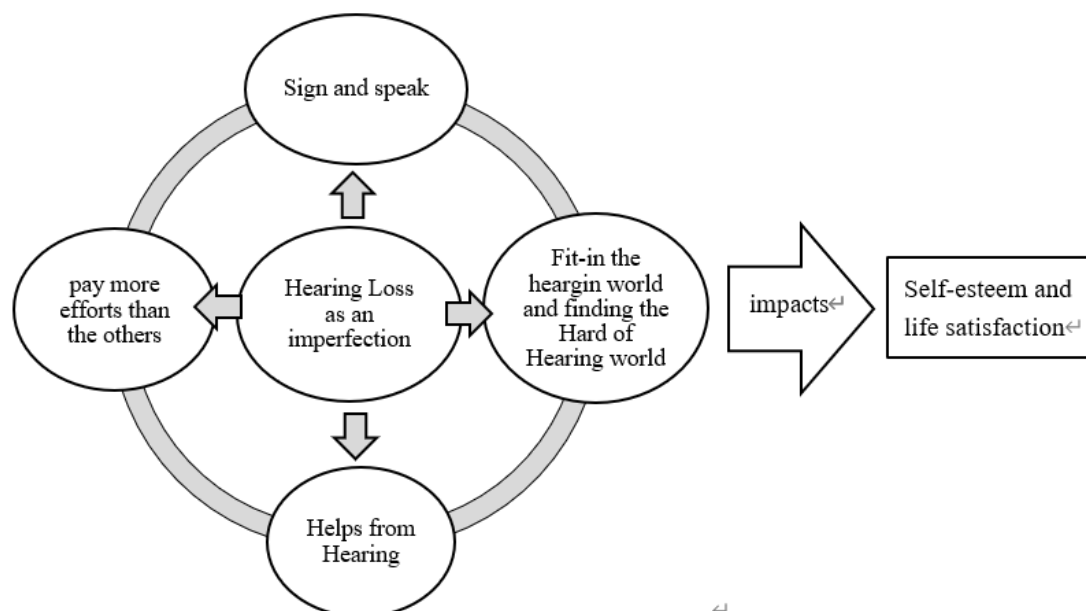 Sign and speak
pay more
efforts than
the others
Hearing Loss
as an
imperfection
Fit-in the
heargin world
and finding the
Hard of
Hearing world
Helps from
Hearing
impacts↵
Self-esteem and
life satisfaction↵
↵